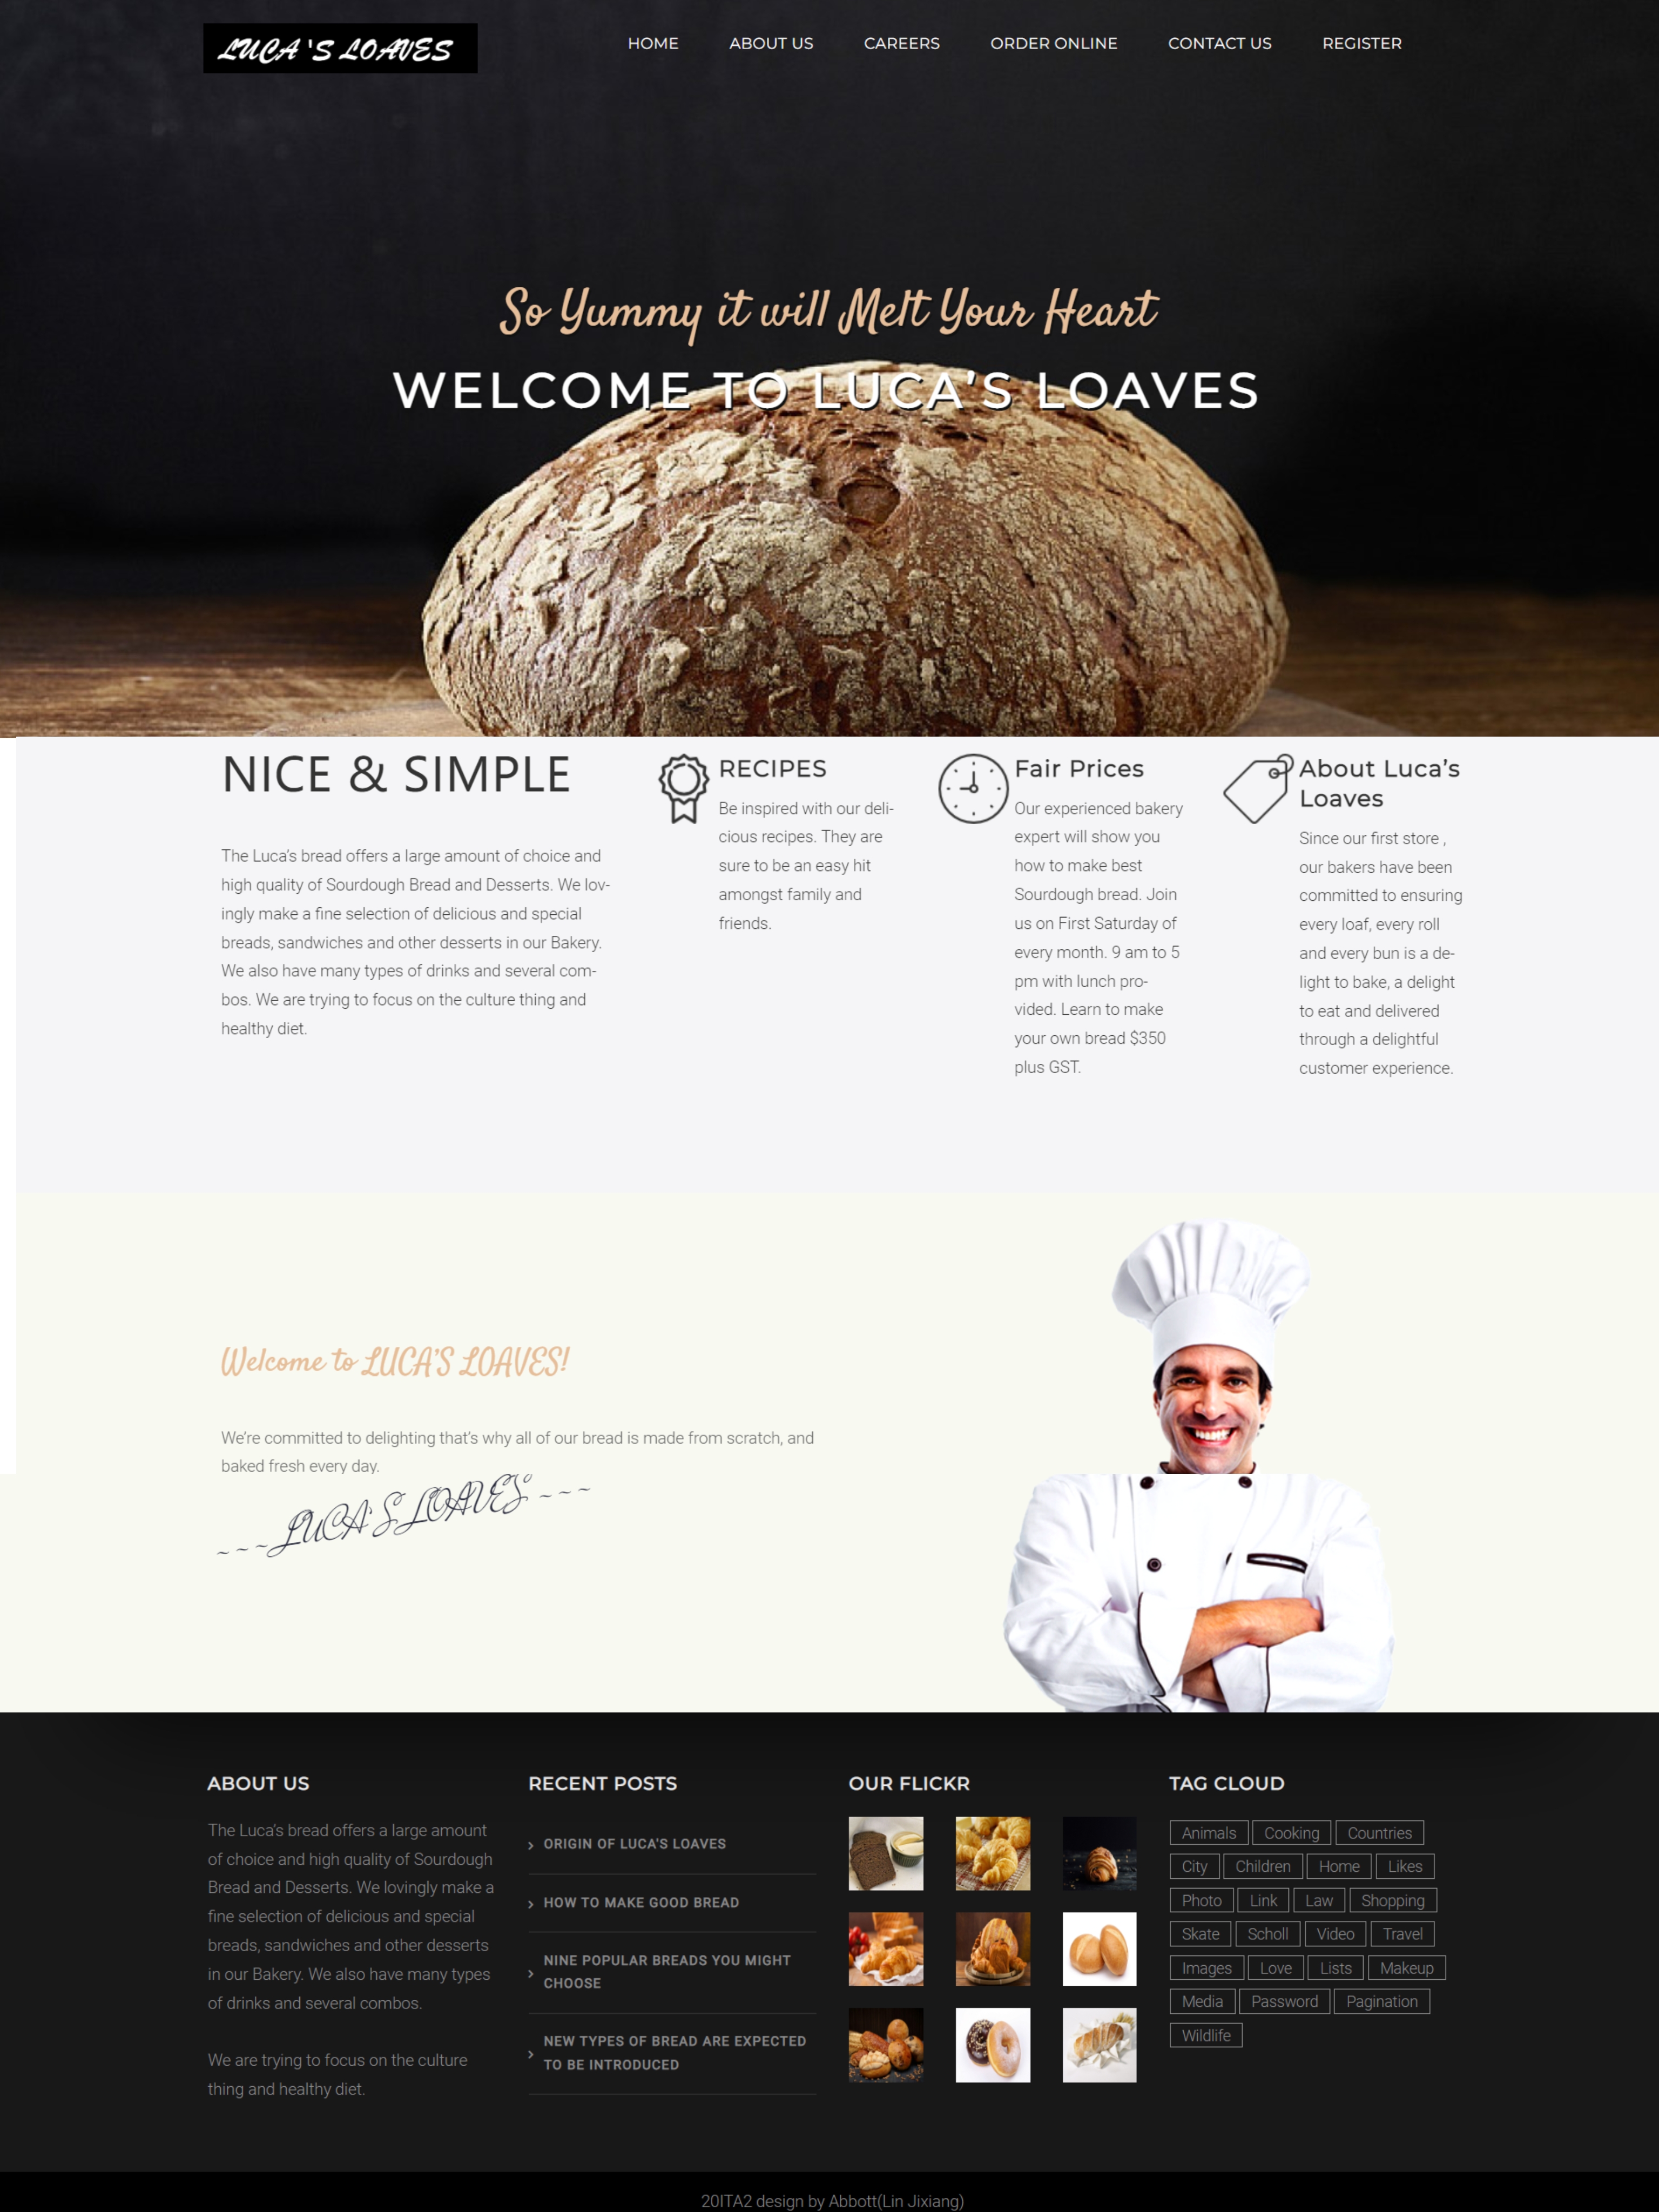 LUCA'S LOAVES
HOME ABOUT US CAREERS ORDER ONLINE CONTACT US REGISTER
So Yummy it will Melt Your Heart
WELCOME TO LUCA'S LOAVES
NICE & SIMPLE
The Luca's bread offers a large amount of choice and
high quality of Sourdough Bread and Desserts. We lov-
ingly make a fine selection of delicious and special
breads, sandwiches and other desserts in our Bakery.
We also have many types of drinks and several com-
bos. We are trying to focus on the culture thing and
healthy diet.
RECIPES
Be inspired with our deli-
cious recipes. They are
sure to be an easy hit
amongst family and
friends.
Fair Prices
Our experienced bakery
expert will show you
how to make best
Sourdough bread. Join
us on First Saturday of
every month. 9 am to 5
pm with lunch pro-
vided. Learn to make
your own bread $350
plus GST.
About Luca's
Loaves
Since our first store ,
our bakers have been
committed to ensuring
every loaf, every roll
and every bun is a de-
light to bake, a delight
to eat and delivered
through a delightful
customer experience.
Welcome to LUCA'S LOAVES!
We're committed to delighting that's why all of our bread is made from scratch, and
baked fresh every day.
~~~LUCA'S LOAVES~~~
ABOUT US
The Luca's bread offers a large amount
of choice and high quality of Sourdough
Bread and Desserts. We lovingly make a
fine selection of delicious and special
breads, sandwiches and other desserts
in our Bakery. We also have many types
of drinks and several combos.
We are trying to focus on the culture
thing and healthy diet.
RECENT POSTS
ORIGIN OF LUCA'S LOAVES
HOW TO MAKE GOOD BREAD
NINE POPULAR BREADS YOU MIGHT
CHOOSE
NEW TYPES OF BREAD ARE EXPECTED
TO BE INTRODUCED
OUR FLICKR
TAG CLOUD
Animals Cooking Countries
City Children Home Likes
Photo Link Law Shopping
Skate Scholl Video Travel
Images Love Lists Makeup
Media Password Pagination
Wildlife
20ITA2 design by Abbott(Lin Jixiang)